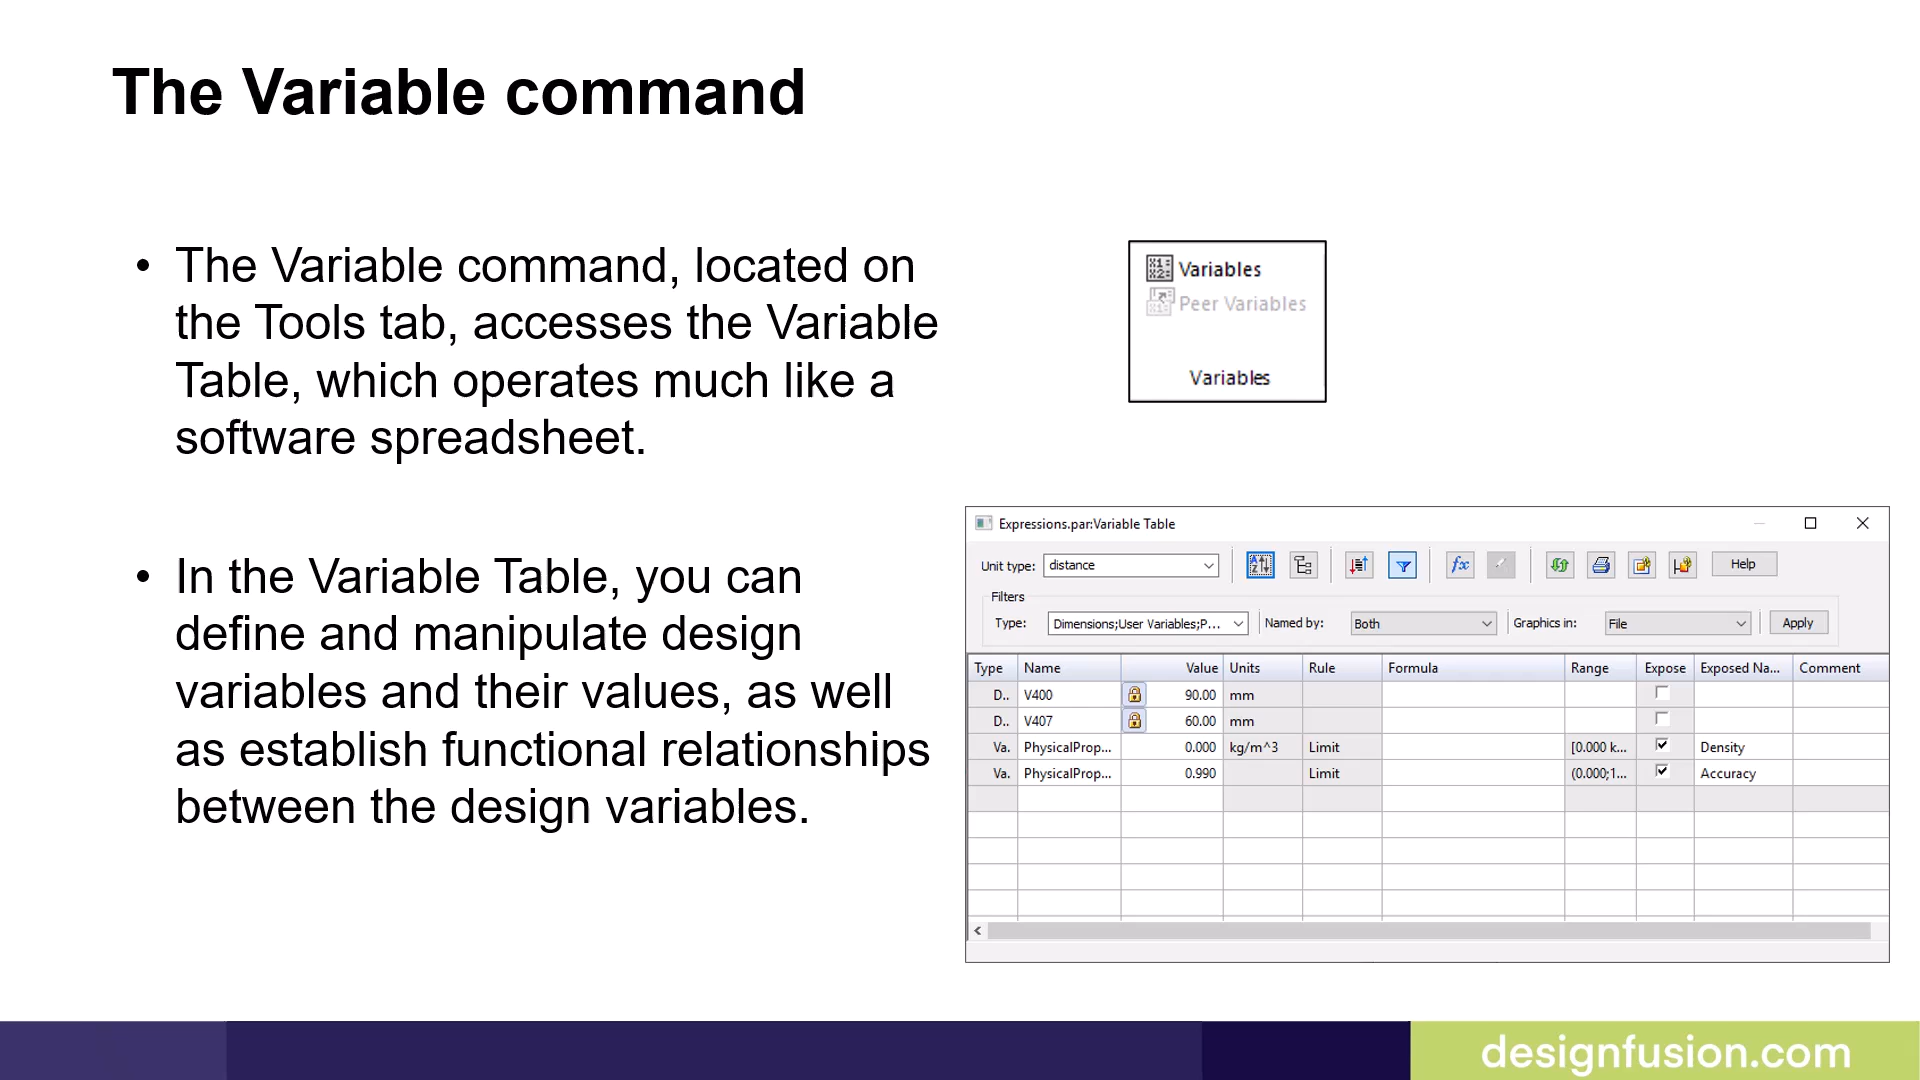 The Variable command
• The Variable command, located on
the Tools tab, accesses the Variable
Table, which operates much like a
software spreadsheet.
• In the Variable Table, you can
define and manipulate design
variables and their values, as well
as establish functional relationships
between the design variables.
Variables
Peer Variables
Variables
Expressions.par:Variable Table
Unit type: distance Help
Filters
Type: Dimensions;User Variables;P... Named by: Both Graphics in: File Apply
Type Name Value Units Rule Formula Range Expose Exposed Na... Comment
D.. V400 90.00 mm
D.. V407 60.00 mm
Va. PhysicalProp... 0.000 kg/m^3 Limit [0.000 k... Density
Va. PhysicalProp... 0.990 Limit (0.000;1... Accuracy
designfusion.com